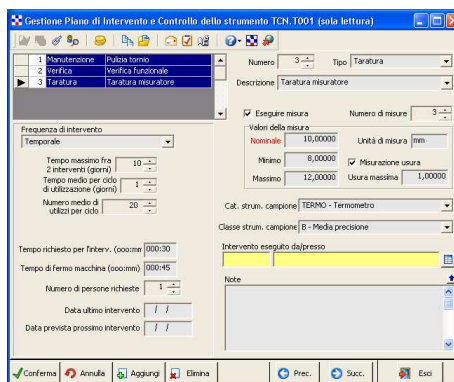 Gestione Piano di Intervento e Controllo dello strumento TCN.T001 (sola lettura)
1 Manutenzione Pulizia tornio
2 Verifica Verifica funzionale
3 Taratura Taratura misuratore
Numero 3 Tipo Taratura
Descrizione Taratura misuratore
Eseguire misura Numero di misure 3
Valori della misura
Nominale 10,00000 Unità di misura mm
Minimo 8,00000 Misurazione usura
Massimo 12,00000 Usura massima 1,00000
Frequenza di intervento
Temporale
Tempo massimo fra
2 interventi (giorni) 10
Tempo medio per ciclo
di utilizzazione (giorni) 1
Numero medio di
utilizzi per ciclo 20
Cat. strum. campione TERMO - Termometro
Classe strum. campione B - Media precisione
Tempo richiesto per l'interv. (ooo:mm 000:30
Tempo di fermo macchina (ooo:mm) 000:45
Numero di persone richieste 1
Data ultimo intervento / /
Data prevista prossimo intervento / /
Intervento eseguito da/presso
Note
Conferma Annulla Aggiungi Elimina Prec. Succ. Esci